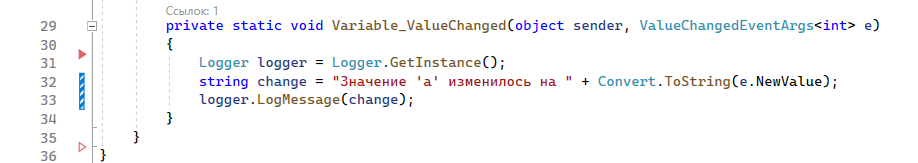 Ссылок: 1
29 private static void Variable_ValueChanged(object sender, ValueChangedEventArgs<int> e)
30 {
31 Logger logger = Logger.GetInstance();
32 string change = "Значение 'a' изменилось на " + Convert.ToString(e.NewValue);
33 logger.LogMessage(change);
34 }
35 }
36 }